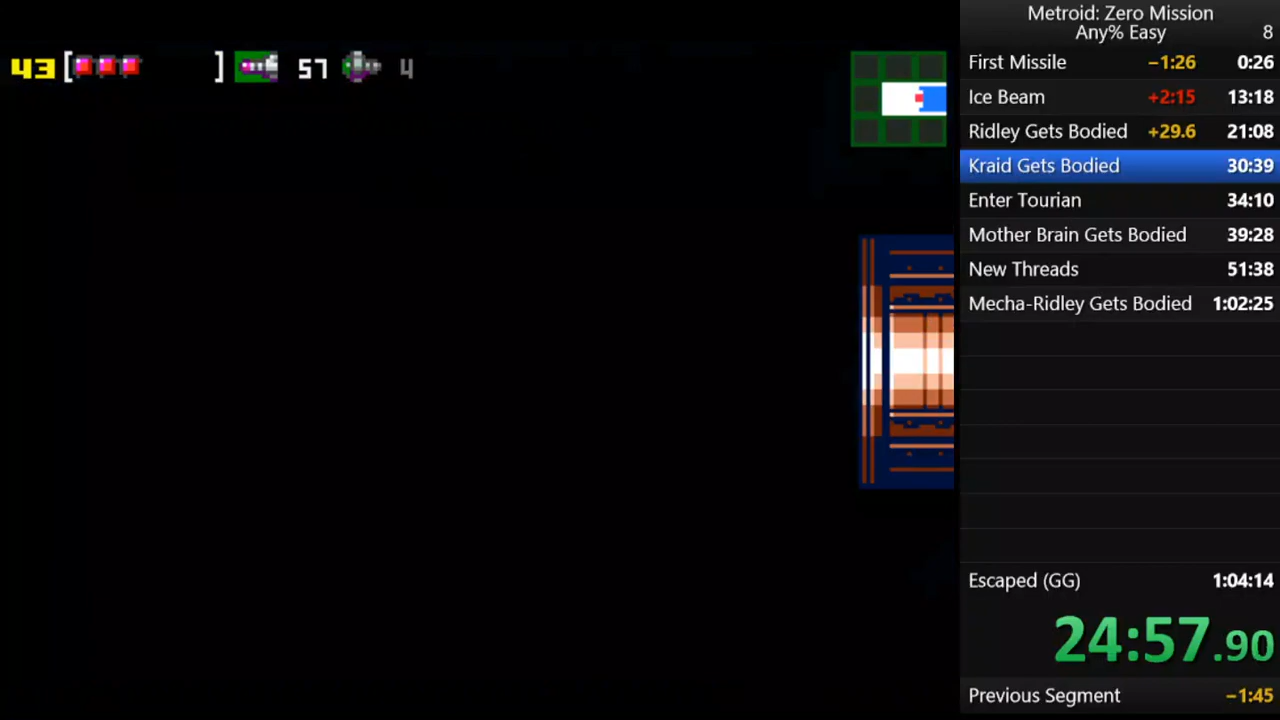 43 [ ] 57 4
Metroid: Zero Mission
Any% Easy 8
First Missile −1:26 0:26
Ice Beam +2:15 13:18
Ridley Gets Bodied +29.6 21:08
Kraid Gets Bodied 30:39
Enter Tourian 34:10
Mother Brain Gets Bodied 39:28
New Threads 51:38
Mecha-Ridley Gets Bodied 1:02:25
Escaped (GG) 1:04:14
24:57.90
Previous Segment −1:45